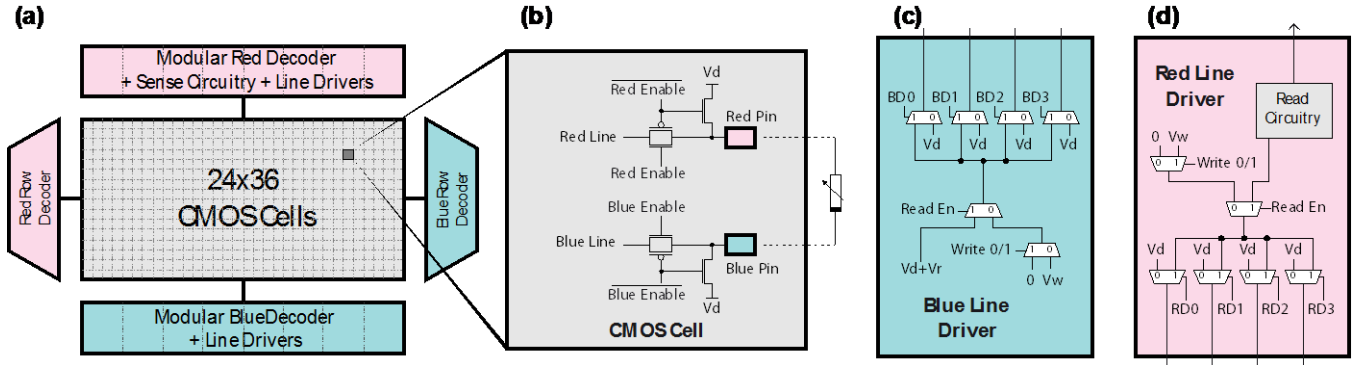 (a)
Modular Red Decoder
+ Sense Circuitry + Line Drivers
Red Row
Decoder
24x36
CMOS Cells
Blue Row
Decoder
Modular Blue Decoder
+ Line Drivers
(b)
Vd
Red Enable
Red Pin
Red Line
Red Enable
Blue Enable
Blue Line
Blue Pin
Blue Enable
Vd
CMOS Cell
(c)
BD0 BD1 BD2 BD3
1 0 1 0 1 0 1 0
Vd Vd Vd Vd
Read En 1 0
Write 0/1 1 0
Vd+Vr
0 Vw
Blue Line
Driver
(d)
Red Line
Driver
Read
Circuitry
0 Vw
0 1 Write 0/1
0 1 Read En
Vd Vd Vd Vd
0 1 0 1 0 1 0 1
RD0 RD1 RD2 RD3